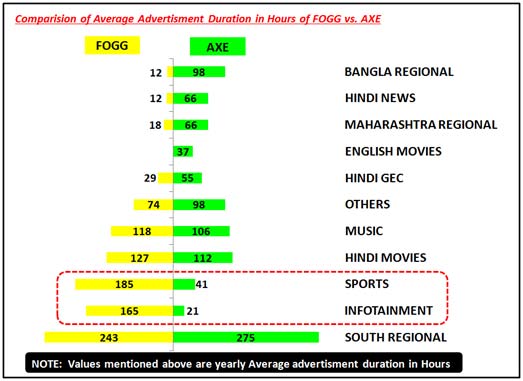 Comparision of Average Advertisment Duration in Hours of FOGG vs. AXE
FOGG AXE
12 98 BANGLA REGIONAL
12 66 HINDI NEWS
18 66 MAHARASHTRA REGIONAL
37 ENGLISH MOVIES
29 55 HINDI GEC
74 98 OTHERS
118 106 MUSIC
127 112 HINDI MOVIES
185 41 SPORTS
165 21 INFOTAINMENT
243 275 SOUTH REGIONAL
NOTE: Values mentioned above are yearly Average advertisment duration in Hours